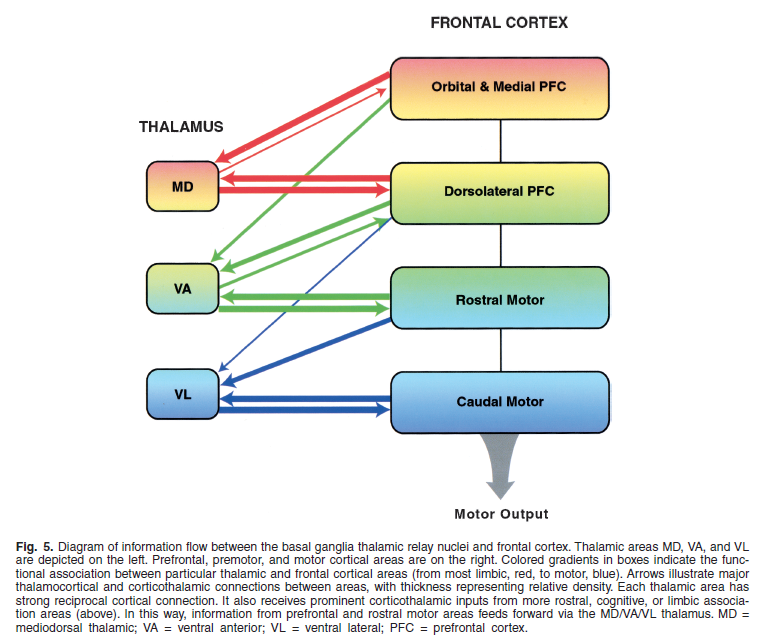 FRONTAL CORTEX
Orbital & Medial PFC
THALAMUS
MD
Dorsolateral PFC
VA
Rostral Motor
VL
Caudal Motor
Motor Output
Fig. 5. Diagram of information flow between the basal ganglia thalamic relay nuclei and frontal cortex. Thalamic areas MD, VA, and VL
are depicted on the left. Prefrontal, premotor, and motor cortical areas are on the right. Colored gradients in boxes indicate the func-
tional association between particular thalamic and frontal cortical areas (from most limbic, red, to motor, blue). Arrows illustrate major
thalamocortical and corticothalamic connections between areas, with thickness representing relative density. Each thalamic area has
strong reciprocal cortical connection. It also receives prominent corticothalamic inputs from more rostral, cognitive, or limbic associa-
tion areas (above). In this way, information from prefrontal and rostral motor areas feeds forward via the MD/VA/VL thalamus. MD =
mediodorsal thalamic; VA = ventral anterior; VL = ventral lateral; PFC = prefrontal cortex.